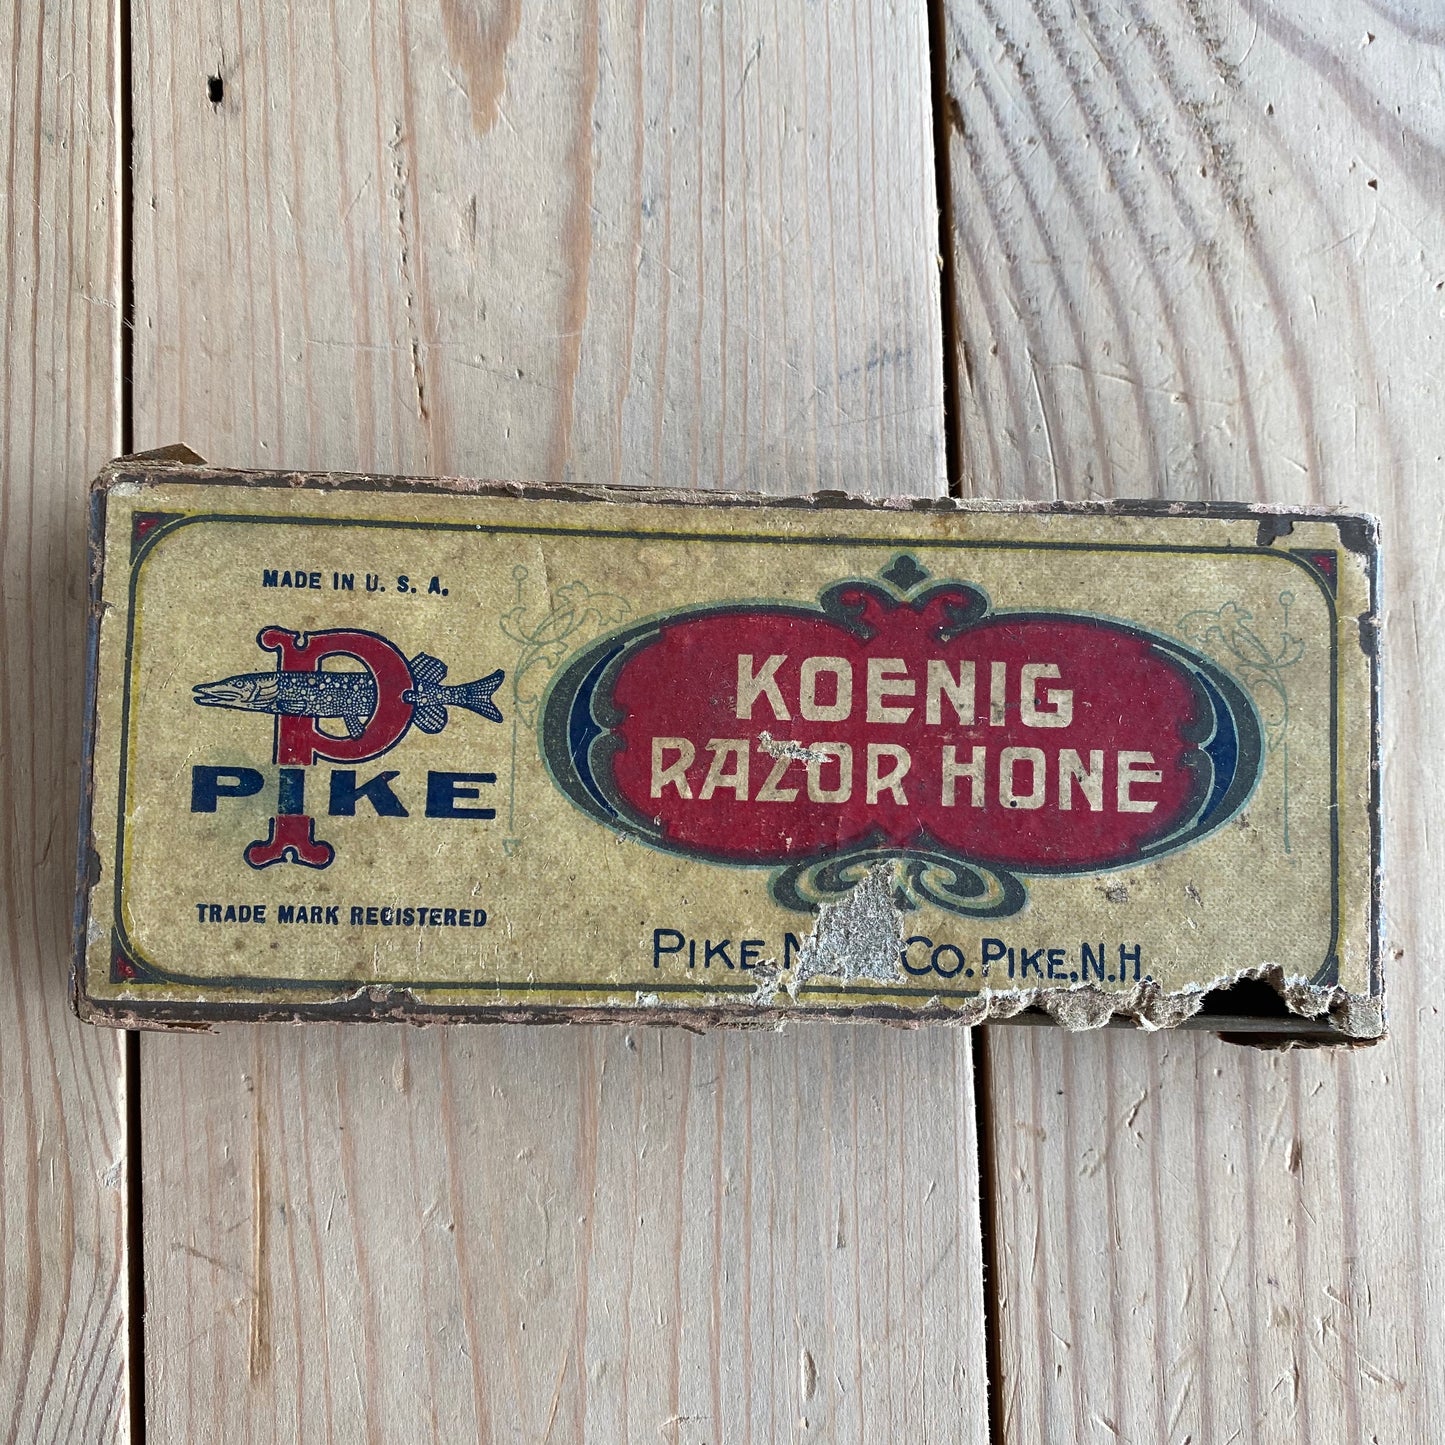 MADE IN U. S. A.
P
PIKE
TRADE MARK REGISTERED
KOENIG
RAZOR HONE
PIKE Co. PIKE, N.H.